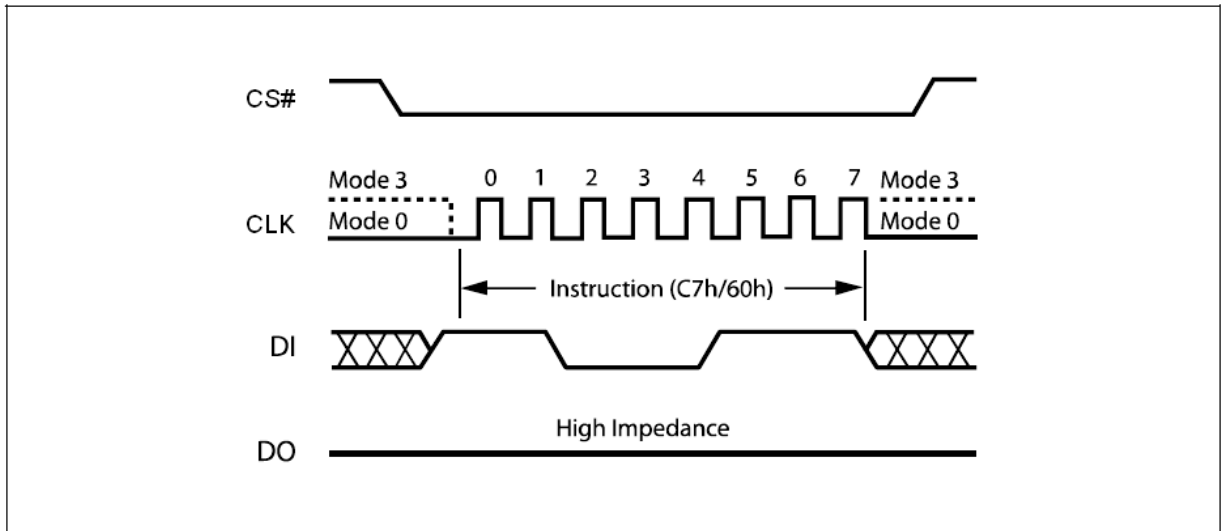 CS#
Mode 3 0 1 2 3 4 5 6 7 Mode 3
CLK Mode 0 Mode 0
Instruction (C7h/60h)
DI
High Impedance
DO